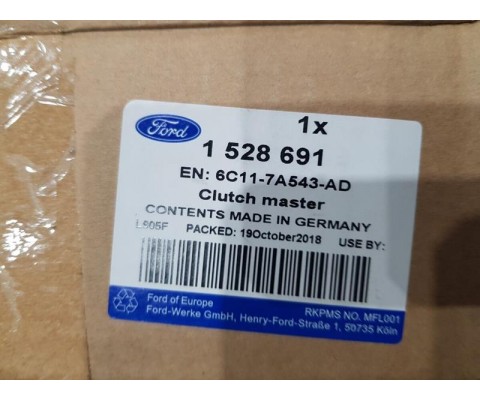 Ford
1x
1 528 691
EN: 6C11-7A543-AD
Clutch master
CONTENTS MADE IN GERMANY
PACKED: 19October2018 USE BY:
Ford of Europe
RKPMS NO. MFL001
Ford-Werke GmbH, Henry-Ford-Straße 1, 50735 Köln